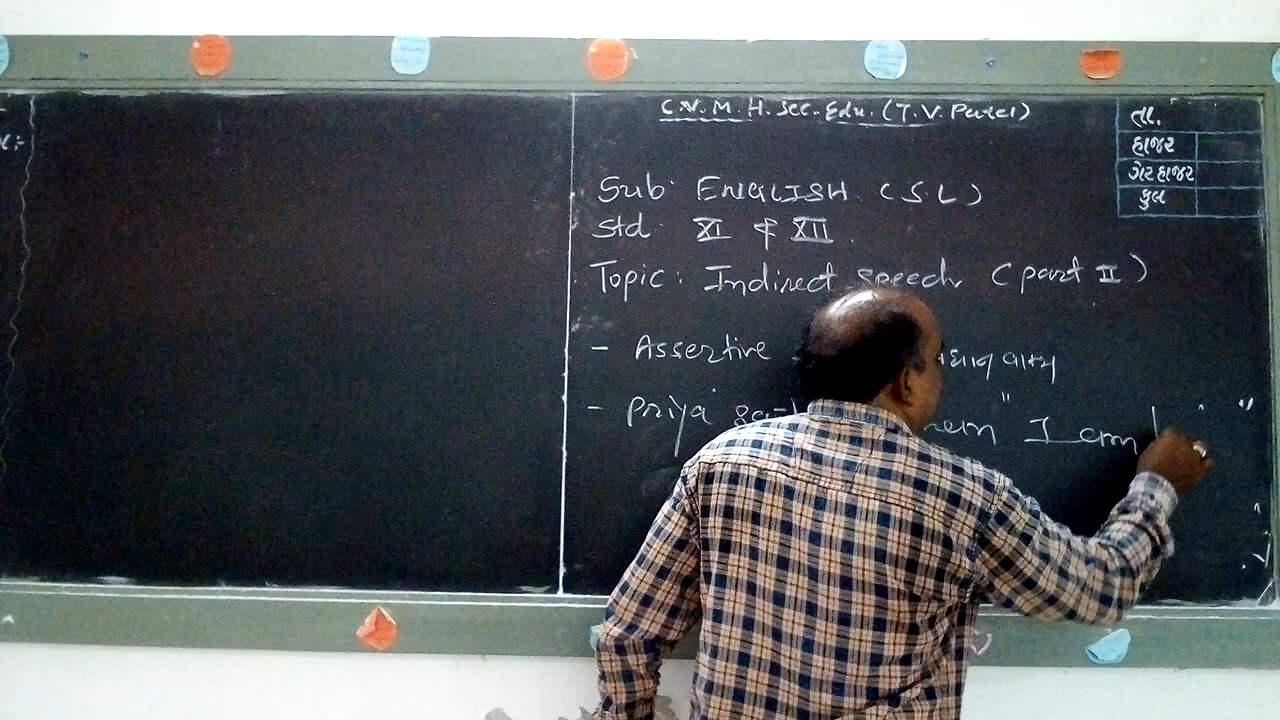 C.V.M. H. Sec. Edu. (T.V. Patel)
તા.
હાજર
ગેરહાજર
કુલ
Sub: ENGLISH. (S.L)
Std. XI & XII.
Topic: Indirect speech (part II)
- Assertive વાક્ય
- Priya "I am "